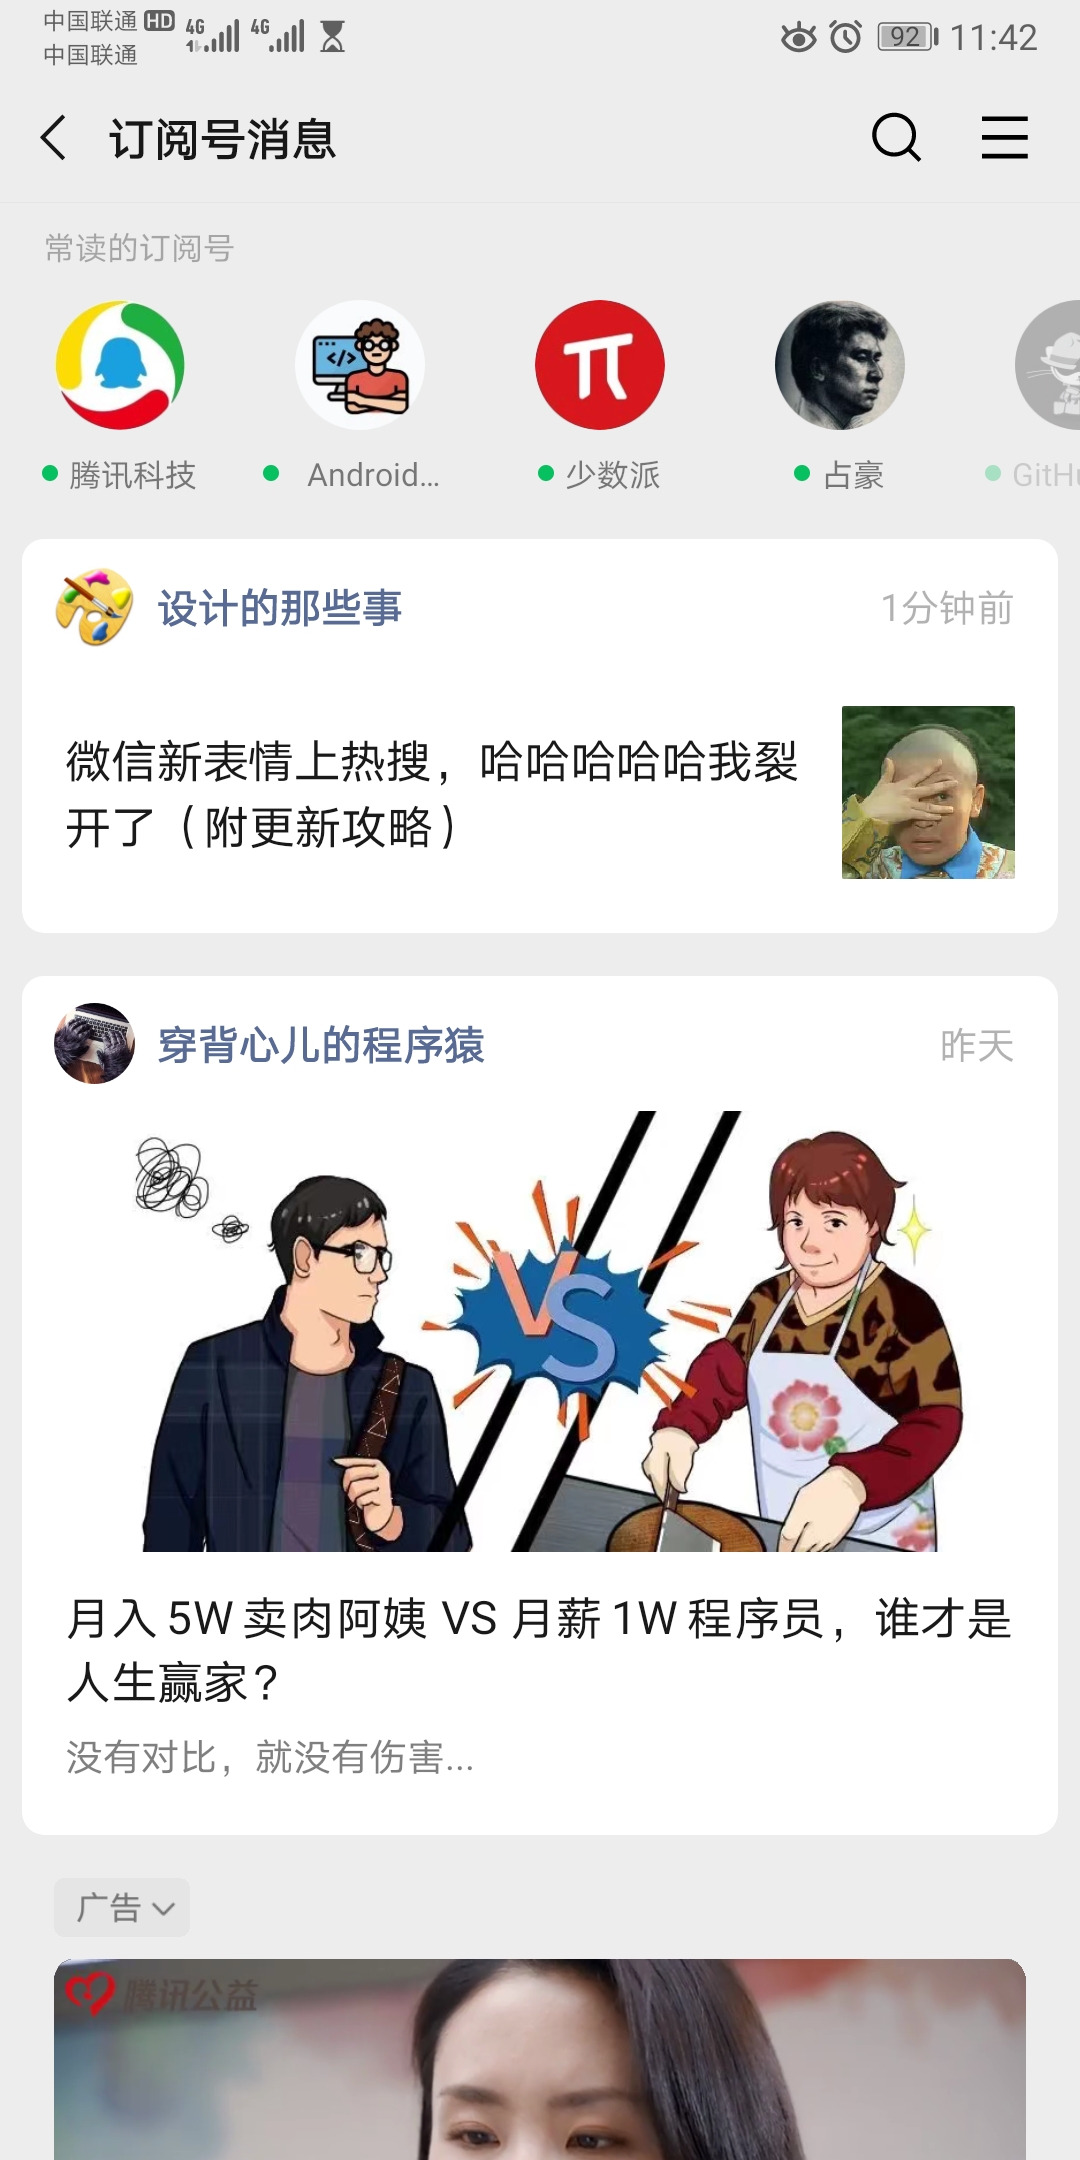 中国联通 HD 4G 4G 92 11:42
中国联通
订阅号消息
常读的订阅号
腾讯科技 Android... 少数派 占豪 GitHu
设计的那些事 1分钟前
微信新表情上热搜，哈哈哈哈哈我裂
开了（附更新攻略）
穿背心儿的程序猿 昨天
VS
月入 5W 卖肉阿姨 VS 月薪 1W 程序员，谁才是
人生赢家？
没有对比，就没有伤害...
广告
腾讯公益